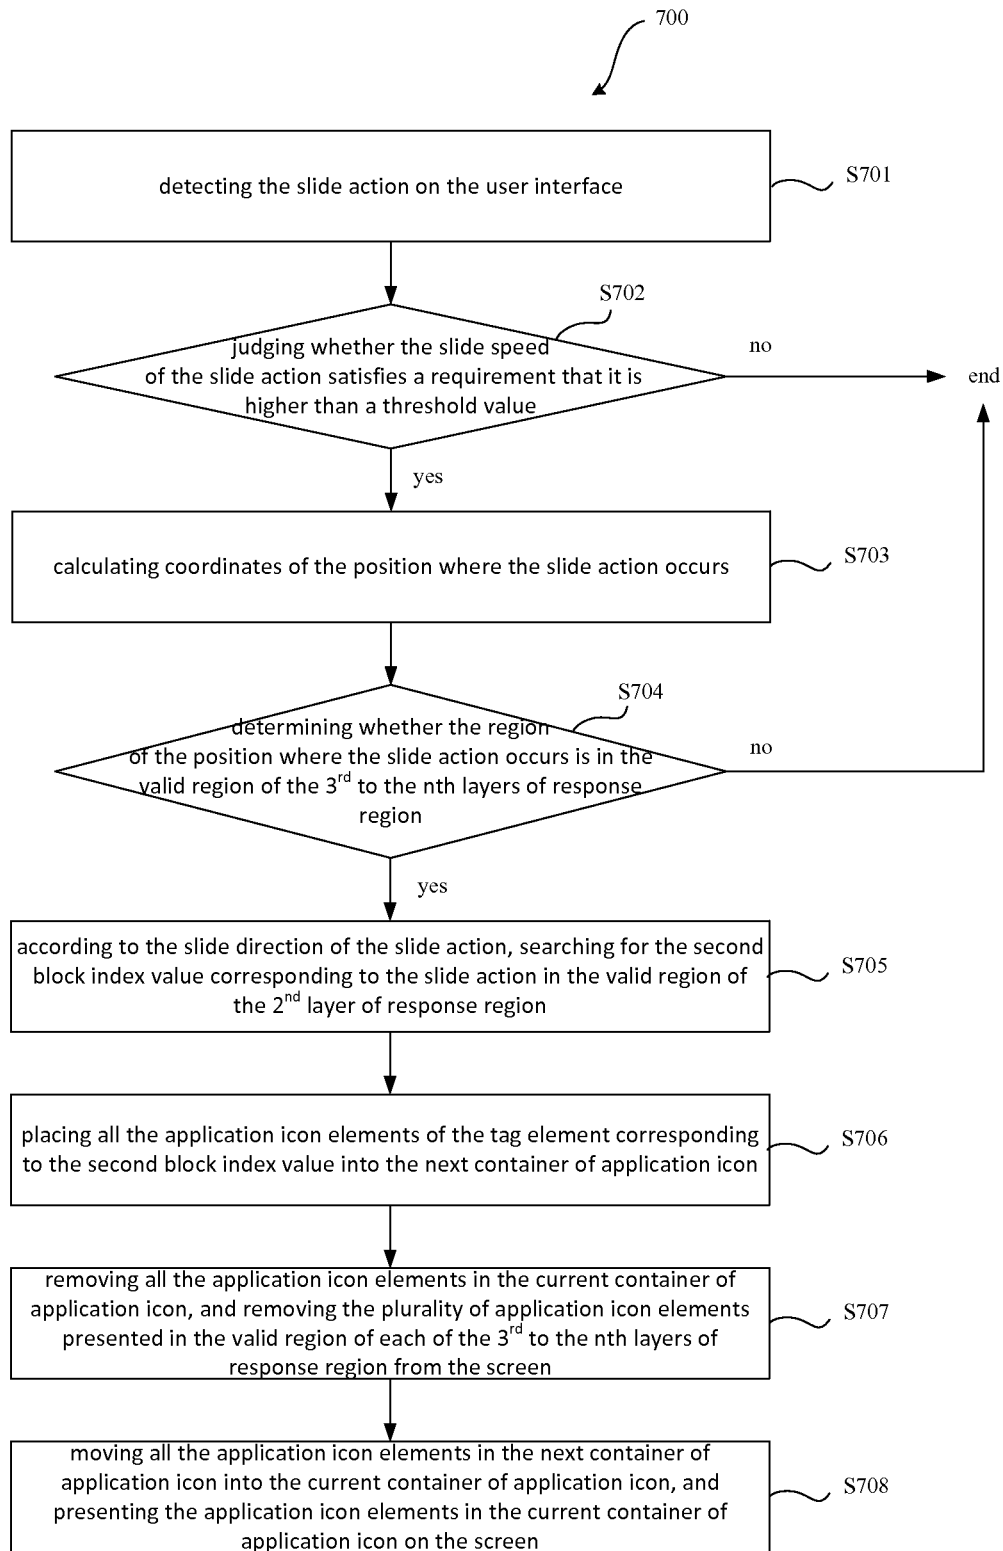 700
detecting the slide action on the user interface
S701
S702
judging whether the slide speed
of the slide action satisfies a requirement that it is
higher than a threshold value
no
end
yes
calculating coordinates of the position where the slide action occurs
S703
S704
determining whether the region
of the position where the slide action occurs is in the
valid region of the 3rd to the nth layers of response
region
no
yes
according to the slide direction of the slide action, searching for the second
block index value corresponding to the slide action in the valid region of
the 2nd layer of response region
S705
placing all the application icon elements of the tag element corresponding
to the second block index value into the next container of application icon
S706
removing all the application icon elements in the current container of
application icon, and removing the plurality of application icon elements
presented in the valid region of each of the 3rd to the nth layers of
response region from the screen
S707
moving all the application icon elements in the next container of
application icon into the current container of application icon, and
presenting the application icon elements in the current container of
application icon on the screen
S708